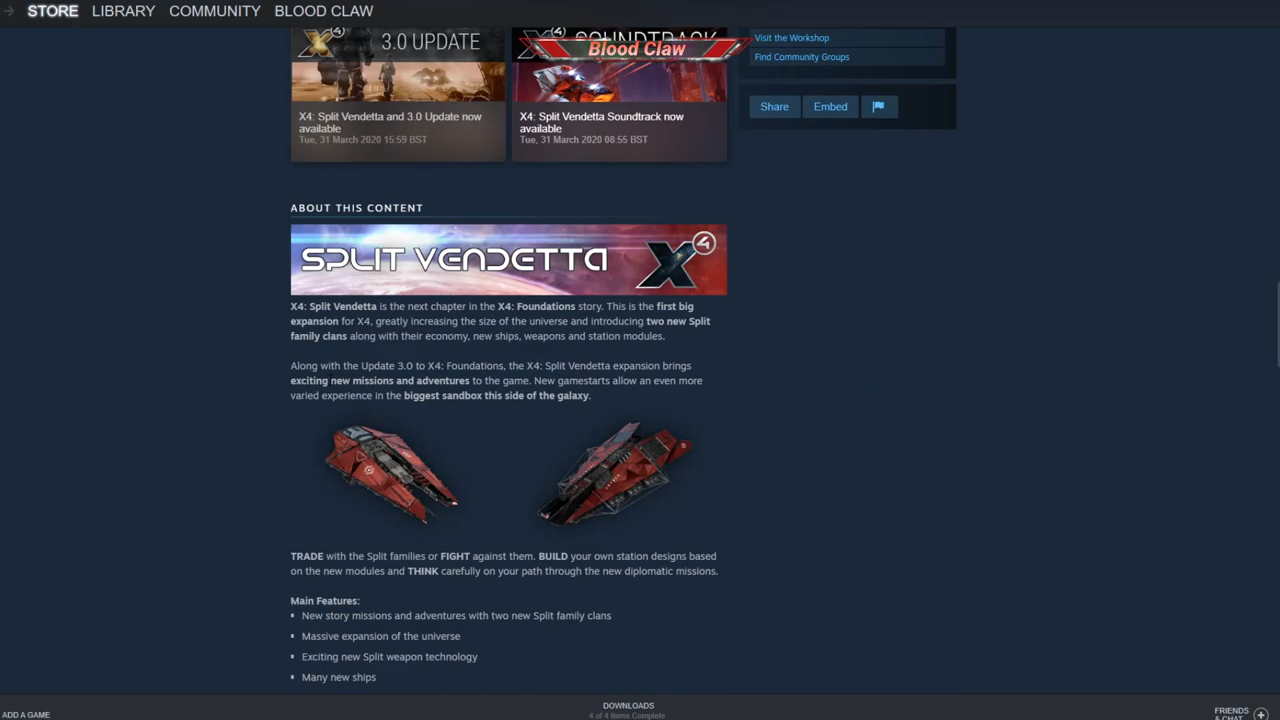 STORE LIBRARY COMMUNITY BLOOD CLAW
3.0 UPDATE
SOUNDTRACK
Blood Claw
X4: Split Vendetta and 3.0 Update now
available
Tue, 31 March 2020 15:59 BST
X4: Split Vendetta Soundtrack now
available
Tue, 31 March 2020 08:55 BST
Visit the Workshop
Find Community Groups
Share Embed
ABOUT THIS CONTENT
SPLIT VENDETTA X4
X4: Split Vendetta is the next chapter in the X4: Foundations story. This is the first big
expansion for X4, greatly increasing the size of the universe and introducing two new Split
family clans along with their economy, new ships, weapons and station modules.
Along with the Update 3.0 to X4: Foundations, the X4: Split Vendetta expansion brings
exciting new missions and adventures to the game. New gamestarts allow an even more
varied experience in the biggest sandbox this side of the galaxy.
TRADE with the Split families or FIGHT against them. BUILD your own station designs based
on the new modules and THINK carefully on your path through the new diplomatic missions.
Main Features:
New story missions and adventures with two new Split family clans
Massive expansion of the universe
Exciting new Split weapon technology
Many new ships
ADD A GAME
DOWNLOADS
4 of 4 Items Complete
FRIENDS
& CHAT